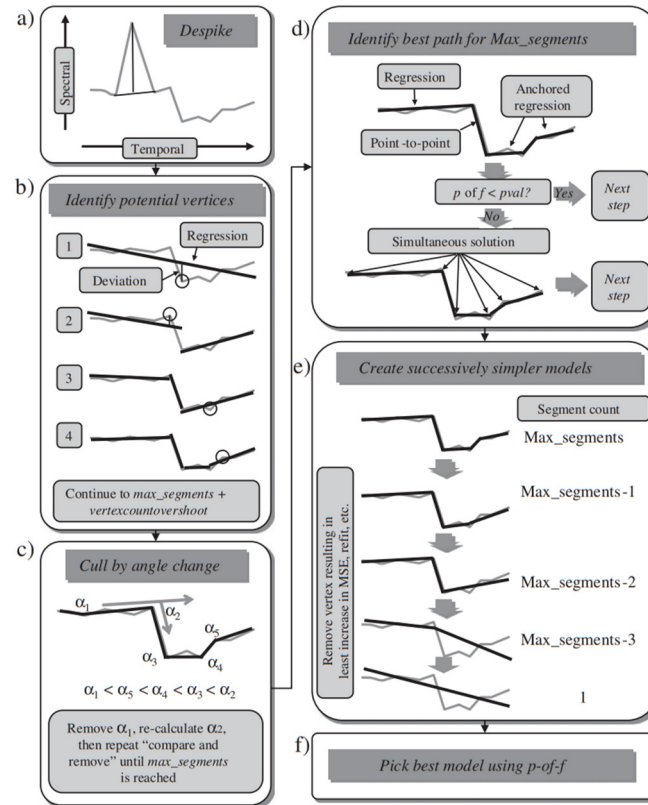 a)
Despike
Spectral
Temporal
b)
Identify potential vertices
1
Regression
Deviation
2
3
4
Continue to max_segments +
vertexcountovershoot
c)
Cull by angle change
α1
α2
α3
α4
α5
α1 < α5 < α4 < α3 < α2
Remove α1, re-calculate α2,
then repeat “compare and
remove” until max_segments
is reached
d)
Identify best path for Max_segments
Regression
Anchored
regression
Point-to-point
p of f < pval?
Yes
Next
step
No
Simultaneous solution
Next
step
e)
Create successively simpler models
Segment count
Max_segments
Max_segments-1
Max_segments-2
Max_segments-3
1
Remove vertex resulting in
least increase in MSE, refit, etc.
f)
Pick best model using p-of-f